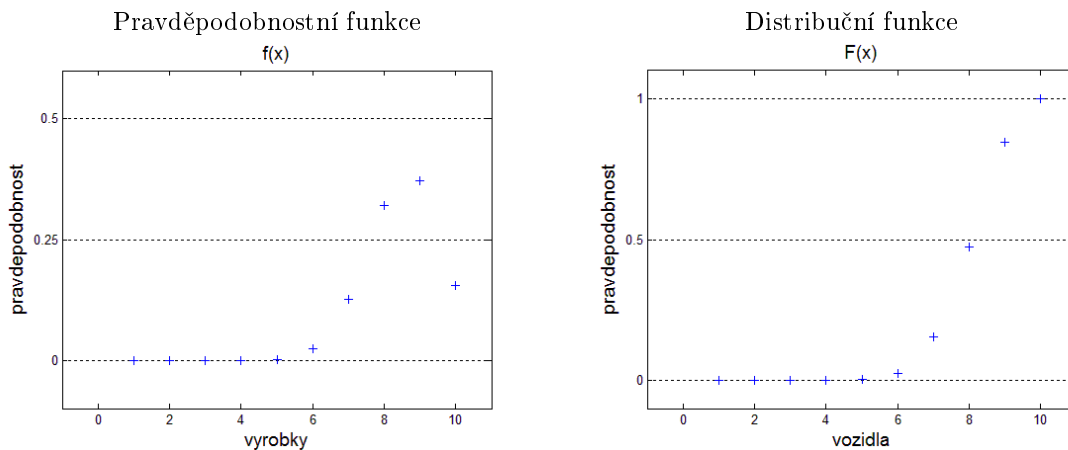 Pravděpodobnostní funkce
f(x)
0.5
0.25
0
pravdepodobnost
0 2 4 6 8 10
vyrobky
Distribuční funkce
F(x)
1
0.5
0
pravdepodobnost
0 2 4 6 8 10
vozidla